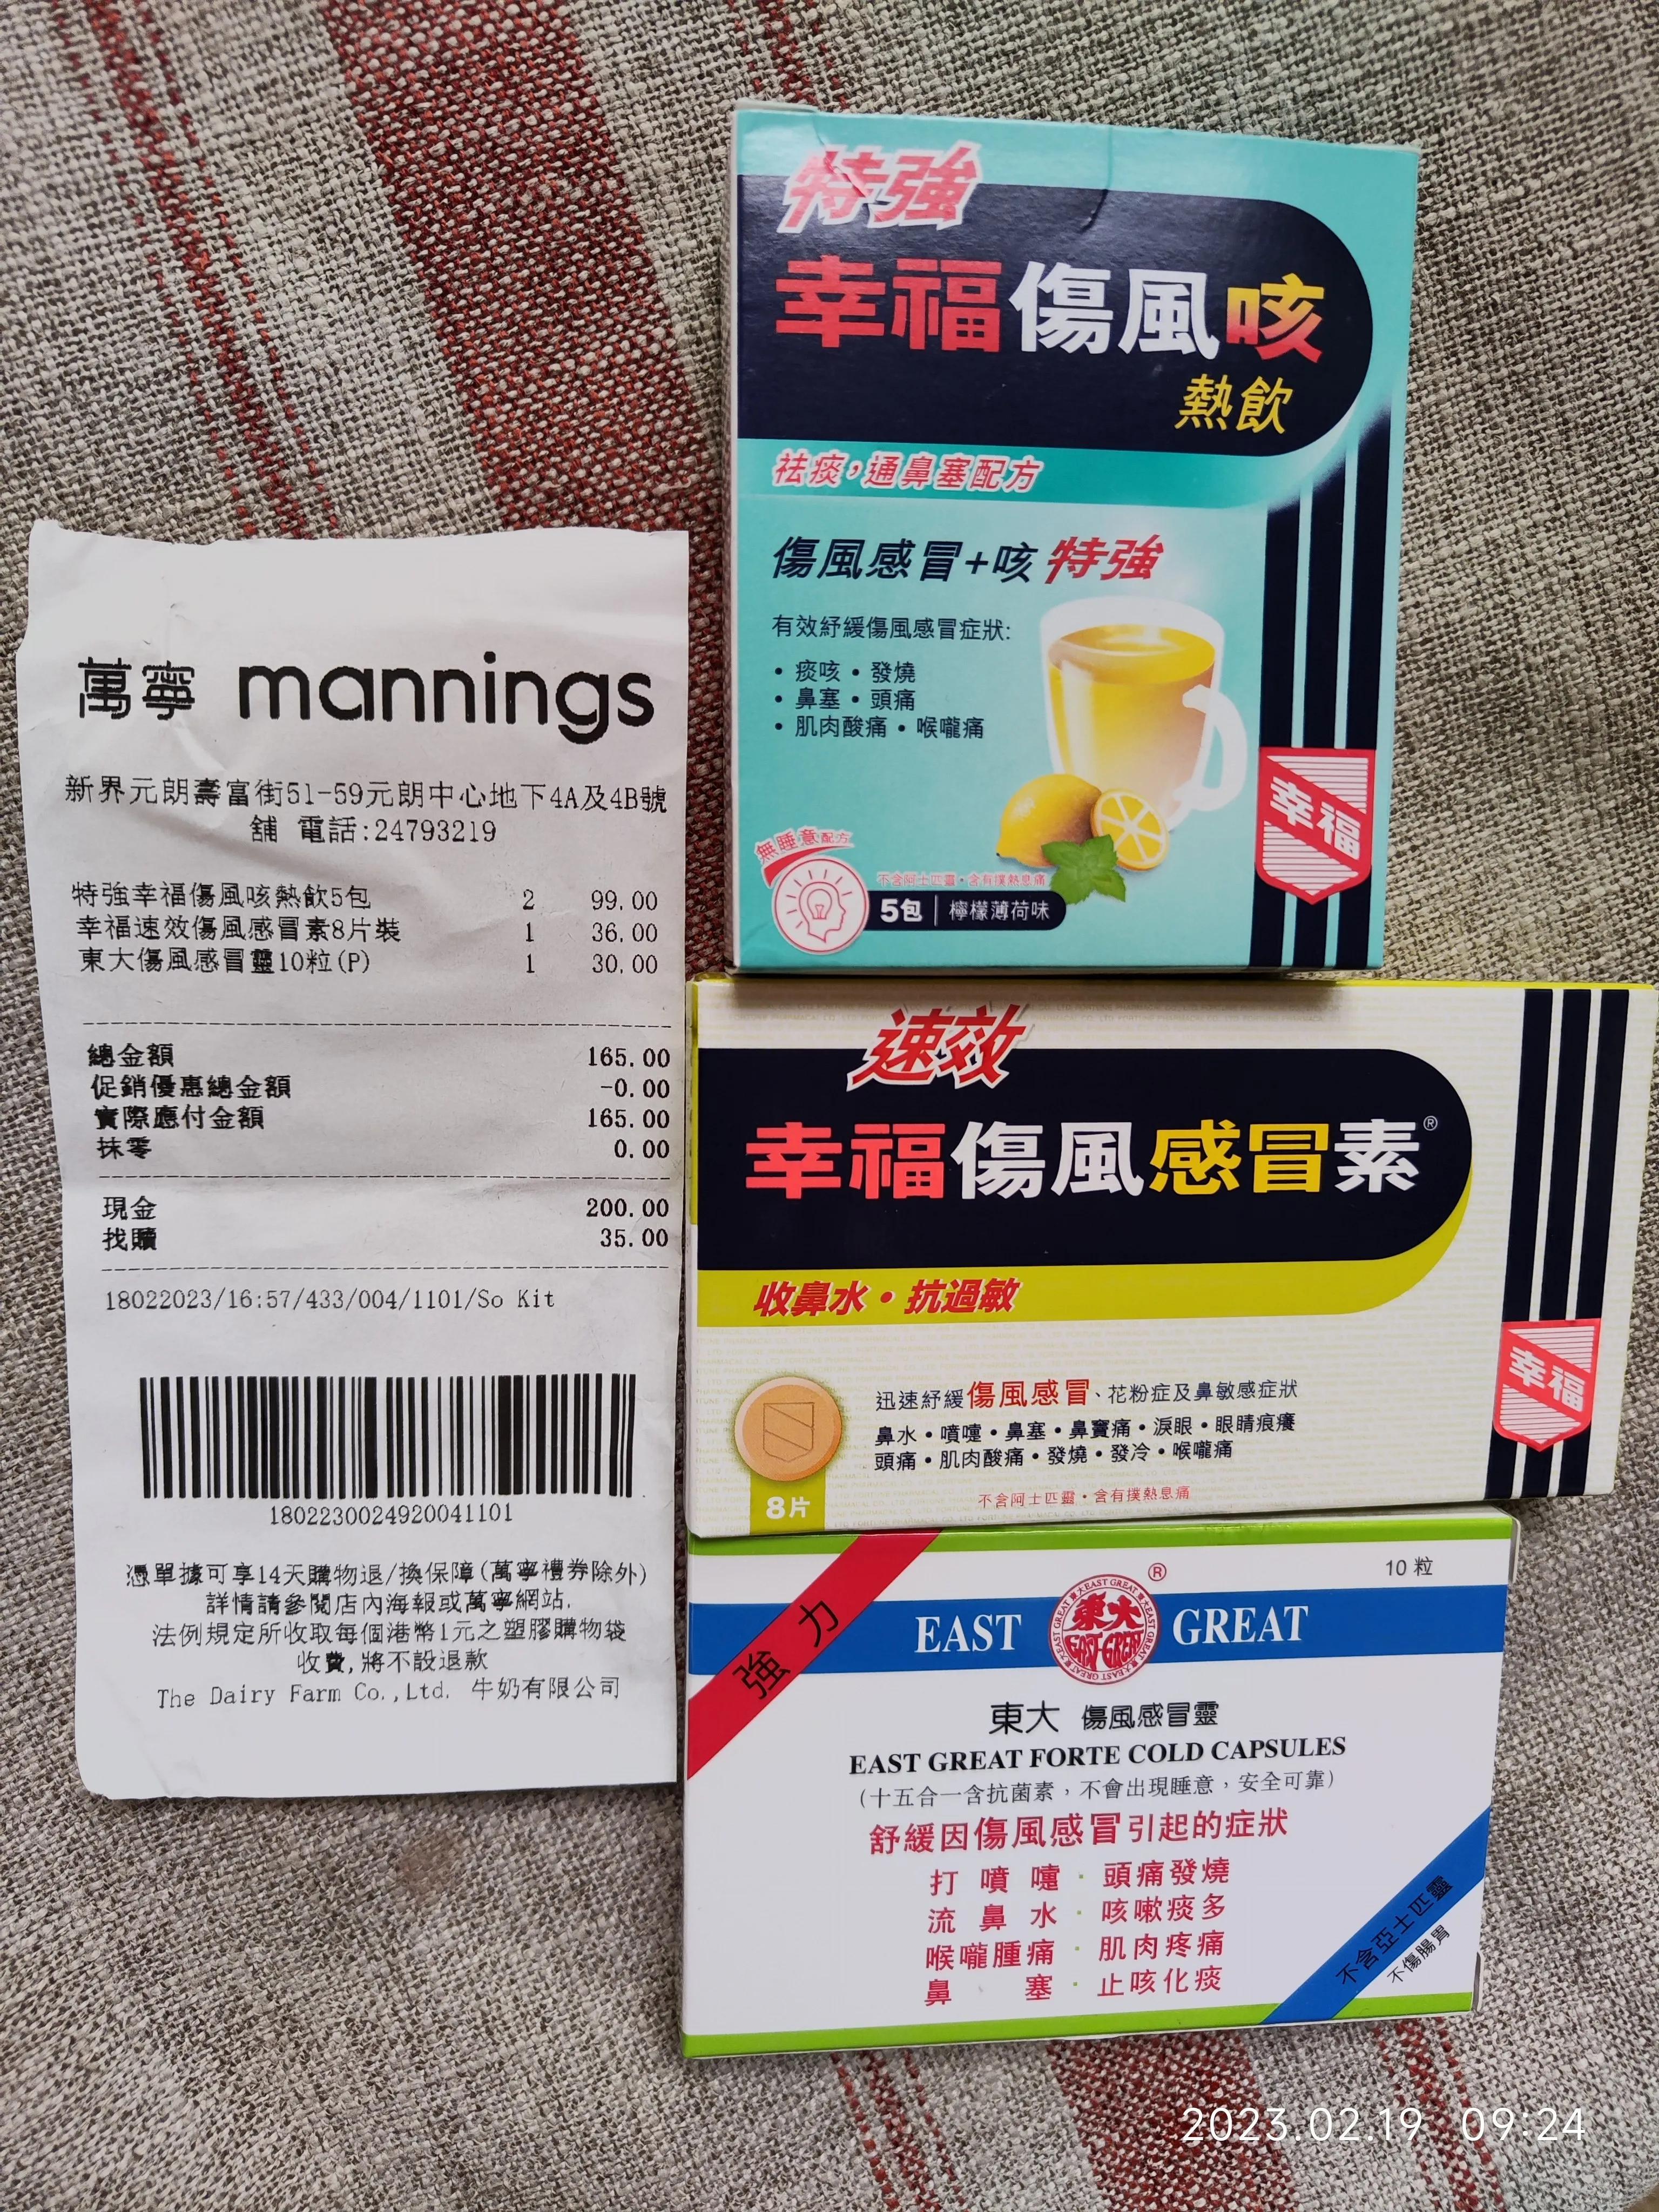 萬寧 mannings
新界元朗壽富街51-59元朗中心地下4A及4B號
舖 電話:24793219
特強幸福傷風咳熱飲5包 2 99.00
幸福速效傷風感冒素8片裝 1 36.00
東大傷風感冒靈10粒(P) 1 30.00
總金額 165.00
促銷優惠總金額 -0.00
實際應付金額 165.00
抹零 0.00
現金 200.00
找贖 35.00
18022023/16:57/433/004/1101/So Kit
1802230024920041101
憑單據可享14天購物退/換保障(萬寧禮券除外)
詳情請參閱店內海報或萬寧網站.
法例規定所收取每個港幣1元之塑膠購物袋
收費,將不設退款
The Dairy Farm Co.,Ltd. 牛奶有限公司
特強
幸福傷風咳
熱飲
祛痰，通鼻塞配方
傷風感冒+咳 特強
有效紓緩傷風感冒症狀:
• 痰咳 • 發燒
• 鼻塞 • 頭痛
• 肌肉酸痛 • 喉嚨痛
幸福
無睡意配方
不含阿士匹靈・含有撲熱息痛
5包 | 檸檬薄荷味
速效
幸福傷風感冒素®
收鼻水・抗過敏
幸福
迅速紓緩傷風感冒、花粉症及鼻敏感症狀
鼻水・噴嚏・鼻塞・鼻竇痛・淚眼・眼睛痕癢
頭痛・肌肉酸痛・發燒・發冷・喉嚨痛
8片
不含阿士匹靈・含有撲熱息痛
10粒
強力
EAST 東大 EAST GREAT ® GREAT
東大 傷風感冒靈
EAST GREAT FORTE COLD CAPSULES
(十五合一含抗菌素，不會出現睡意，安全可靠)
舒緩因傷風感冒引起的症狀
打噴嚏・頭痛發燒
流鼻水・咳嗽痰多
喉嚨腫痛・肌肉疼痛
鼻塞・止咳化痰
不含亞士匹靈
不傷腸胃
2023.02.19 09:24